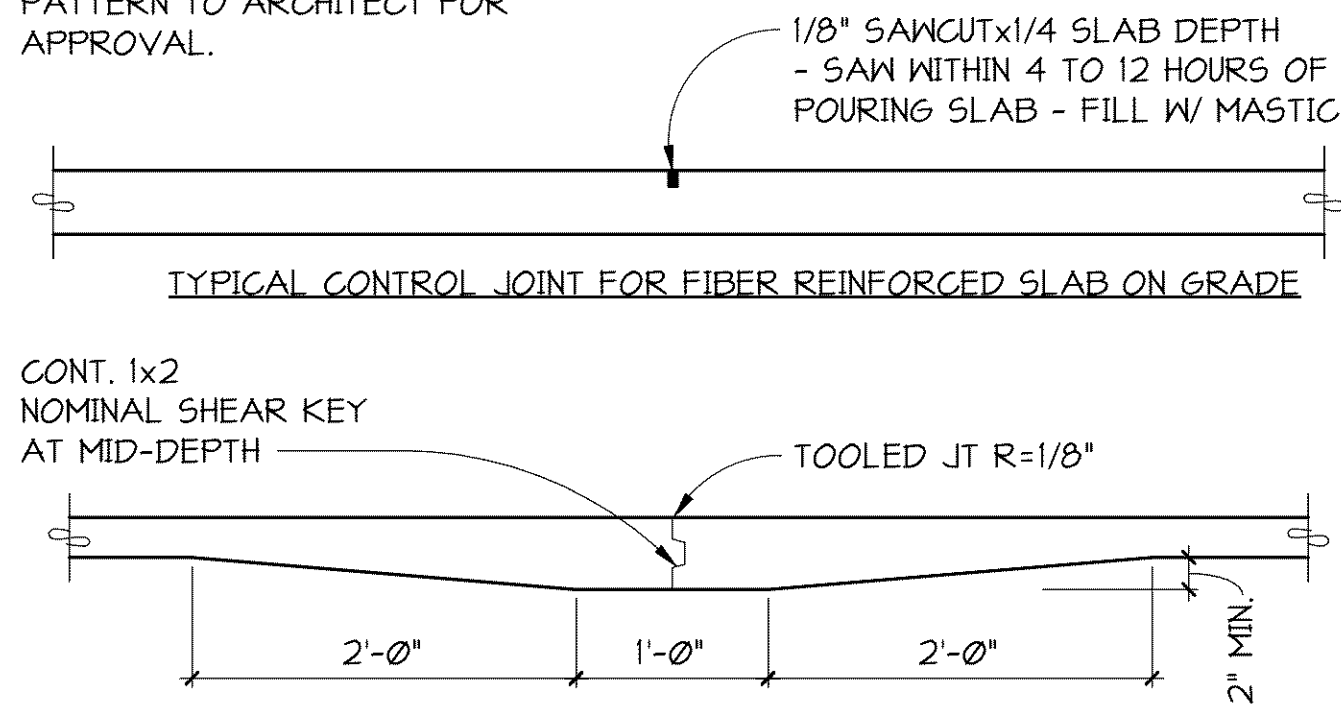 PATTERN TO ARCHITECT FOR
APPROVAL.
1/8" SAWCUTx1/4 SLAB DEPTH
- SAW WITHIN 4 TO 12 HOURS OF
POURING SLAB - FILL W/ MASTIC
TYPICAL CONTROL JOINT FOR FIBER REINFORCED SLAB ON GRADE
CONT. 1x2
NOMINAL SHEAR KEY
AT MID-DEPTH
TOOLED JT R=1/8"
2'-0"
1'-0"
2'-0"
2" MIN.